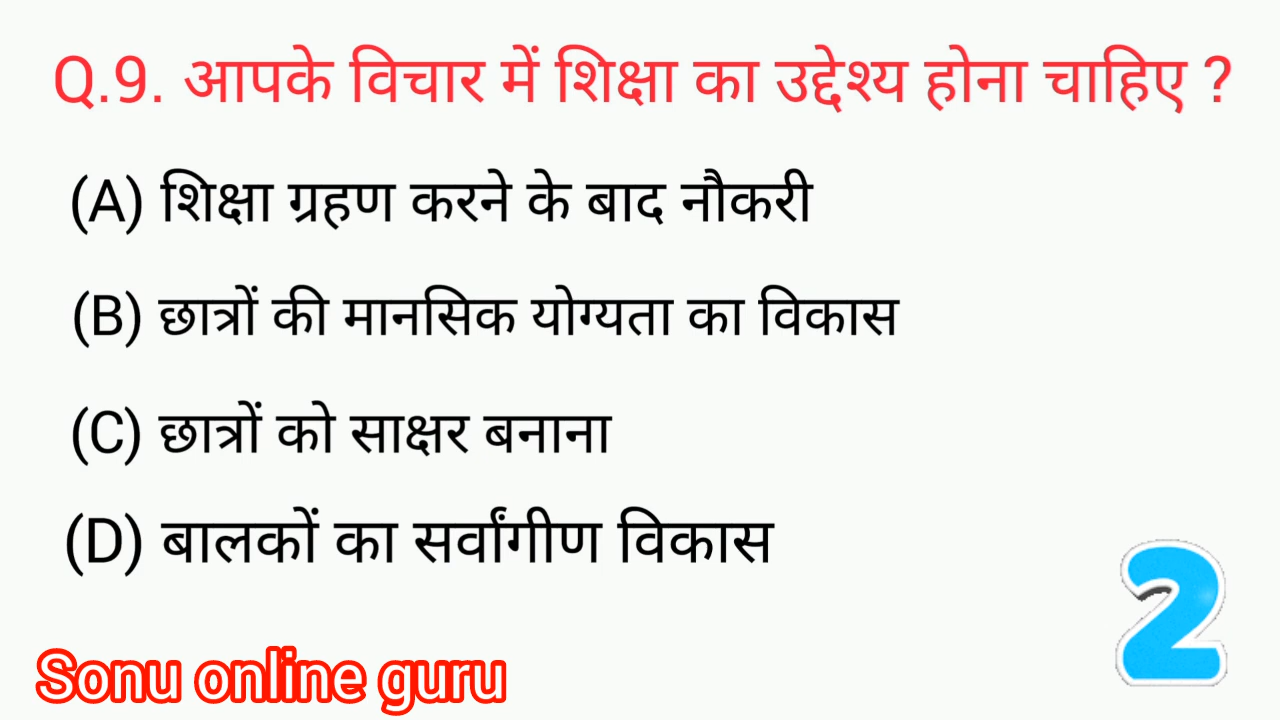 Q.9. आपके विचार में शिक्षा का उद्देश्य होना चाहिए ?
(A) शिक्षा ग्रहण करने के बाद नौकरी
(B) छात्रों की मानसिक योग्यता का विकास
(C) छात्रों को साक्षर बनाना
(D) बालकों का सर्वांगीण विकास
2
Sonu online guru